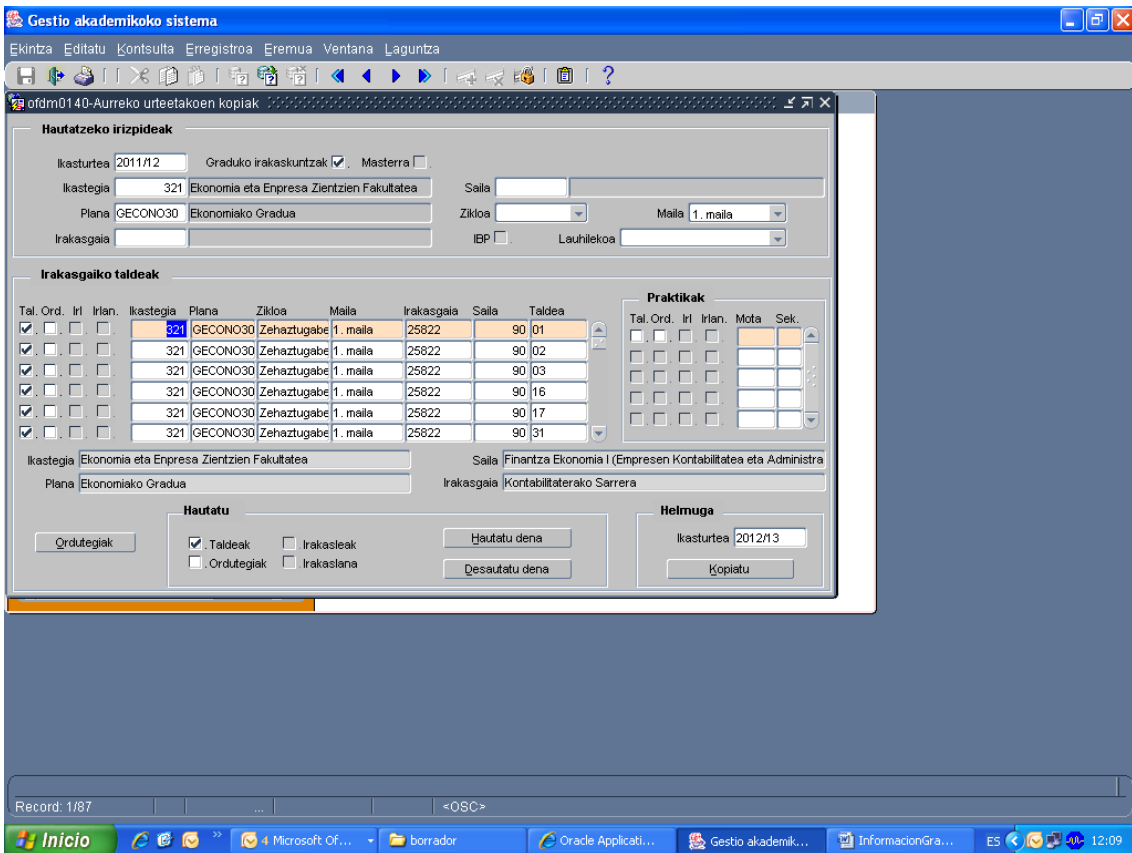 Gestio akademikoko sistema
Ekintza Editatu Kontsulta Erregistroa Eremua Ventana Laguntza
ofdm0140-Aurreko urteetakoen kopiak
Hautatzeko irizpideak
Ikasturtea 2011/12 Graduko irakaskuntzak . Masterra .
Ikastegia 321 Ekonomia eta Enpresa Zientzien Fakultatea Saila
Plana GECONO30 Ekonomiako Gradua Zikloa Maila 1. maila
Irakasgaia IBP . Lauhilekoa
Irakasgaiko taldeak
Praktikak
Tal. Ord. Irl Irlan. Ikastegia Plana Zikloa Maila Irakasgaia Saila Taldea
Tal. Ord. Irl Irlan. Mota Sek.
321 GECONO30 Zehaztugabe 1. maila 25822 90 01
321 GECONO30 Zehaztugabe 1. maila 25822 90 02
321 GECONO30 Zehaztugabe 1. maila 25822 90 03
321 GECONO30 Zehaztugabe 1. maila 25822 90 16
321 GECONO30 Zehaztugabe 1. maila 25822 90 17
321 GECONO30 Zehaztugabe 1. maila 25822 90 31
Ikastegia Ekonomia eta Enpresa Zientzien Fakultatea Saila Finantza Ekonomia I (Empresen Kontabilitatea eta Administra
Plana Ekonomiako Gradua Irakasgaia Kontabilitaterako Sarrera
Hautatu Helmuga
Ordutegiak . Taldeak Irakasleak Hautatu dena Ikasturtea 2012/13
. Ordutegiak Irakaslana Desautatu dena Kopiatu
Record: 1/87 ... <OSC>
Inicio » 4 Microsoft Of... borrador Oracle Applicati... Gestio akademik... InformacionGra... ES 12:09